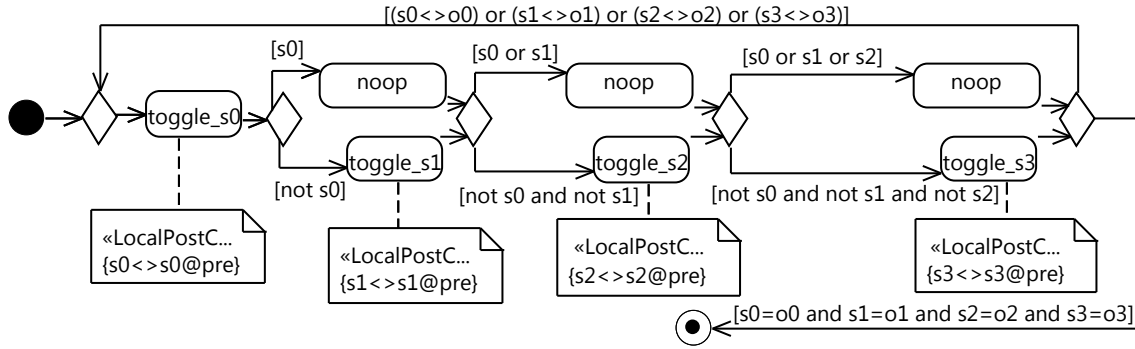 [(s0<>o0) or (s1<>o1) or (s2<>o2) or (s3<>o3)]
[s0]
[s0 or s1]
[s0 or s1 or s2]
noop
noop
noop
toggle_s0
toggle_s1
toggle_s2
toggle_s3
[not s0]
[not s0 and not s1]
[not s0 and not s1 and not s2]
«LocalPostC...
{s0<>s0@pre}
«LocalPostC...
{s1<>s1@pre}
«LocalPostC...
{s2<>s2@pre}
«LocalPostC...
{s3<>s3@pre}
[s0=o0 and s1=o1 and s2=o2 and s3=o3]